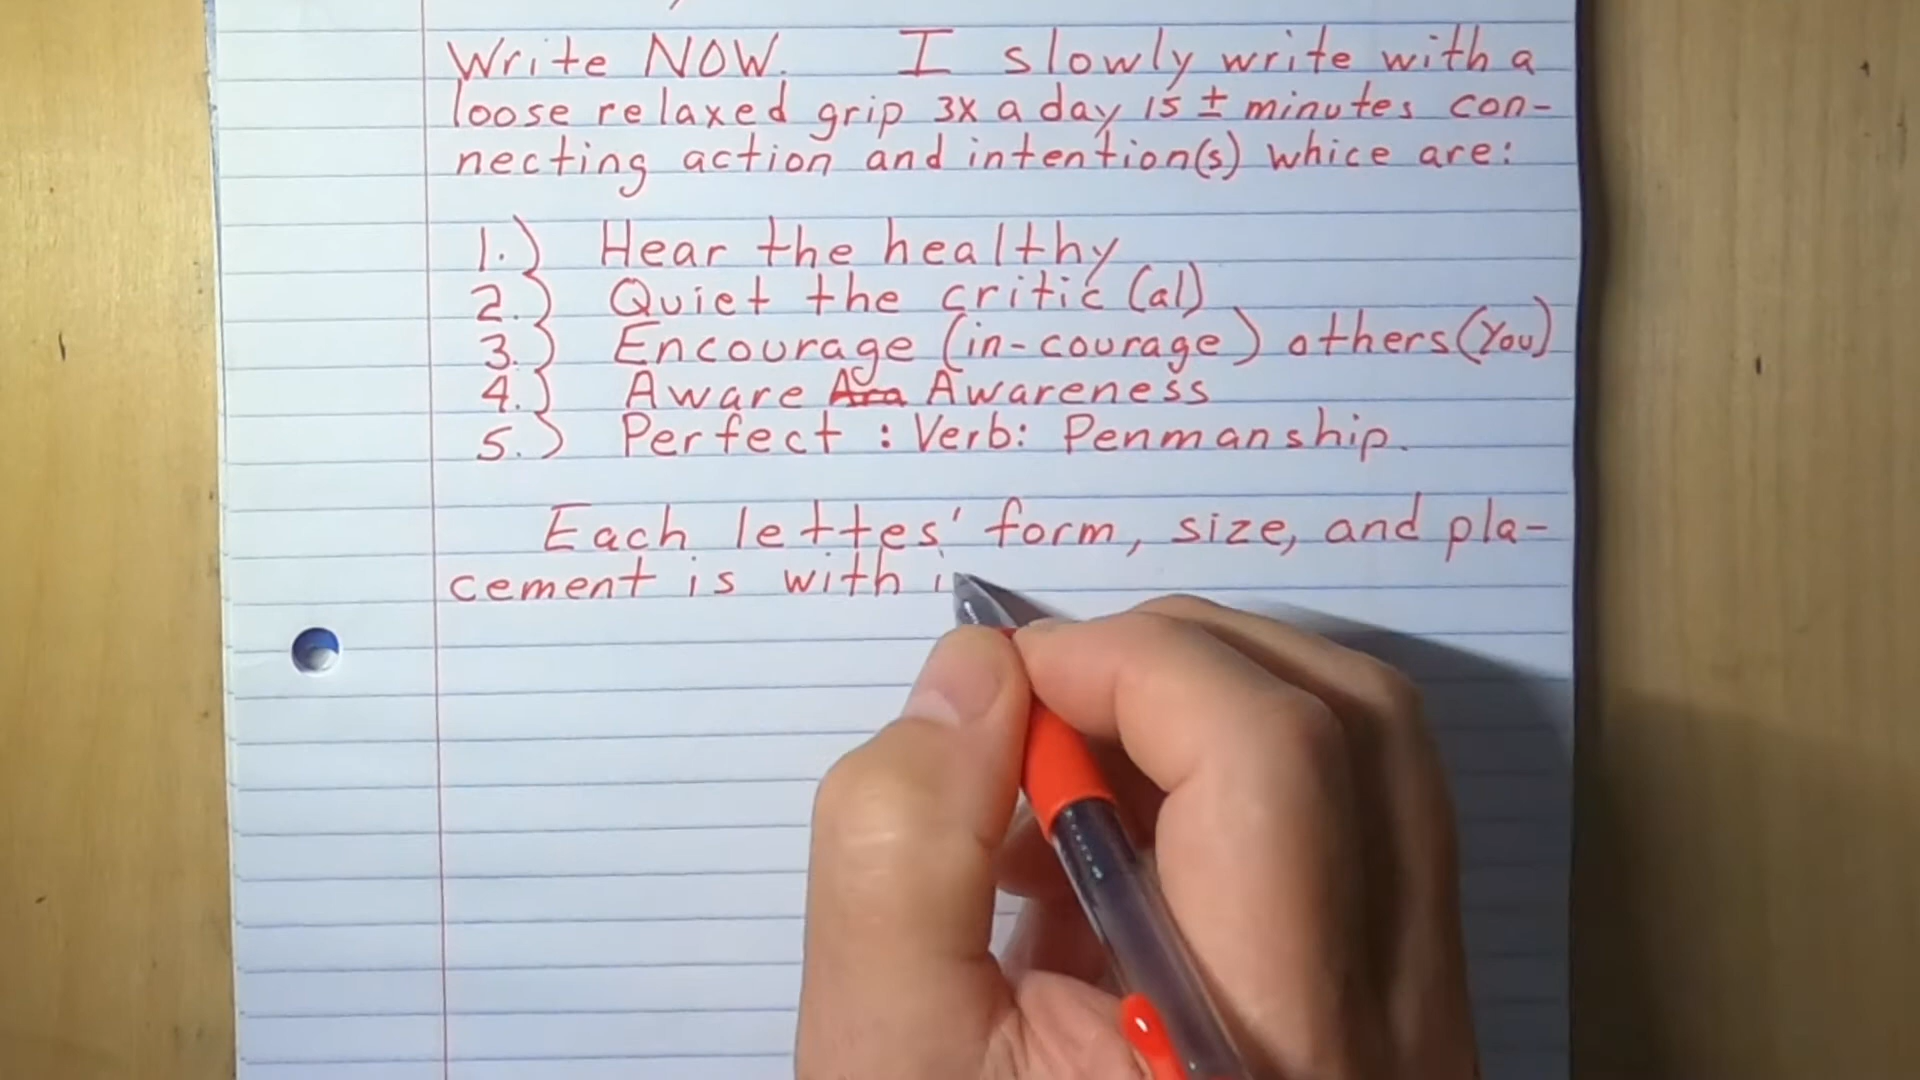 Write NOW. I slowly write with a
loose relaxed grip 3x a day 15 ± minutes con-
necting action and intention(s) whice are:
1.) Hear the healthy
2.) Quiet the critic (al)
3.) Encourage (in-courage) others (You)
4.) Aware Ara Awareness
5.) Perfect : Verb: Penmanship.
Each lettes' form, size, and pla-
cement is with i